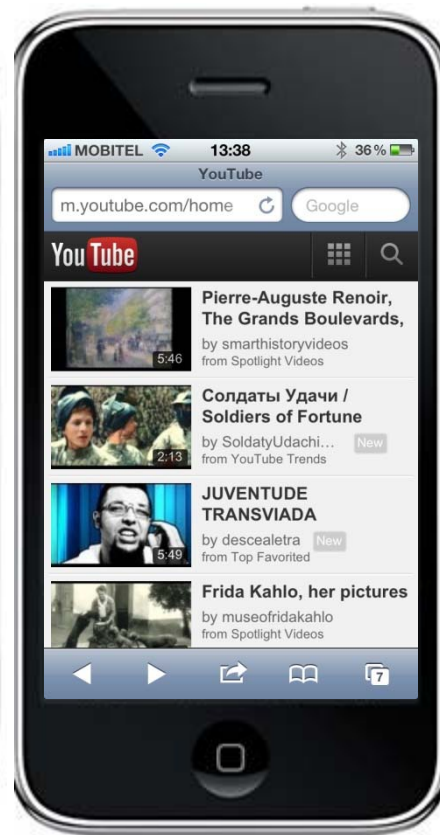 MOBITEL 13:38 36%
YouTube
m.youtube.com/home Google
YouTube
Pierre-Auguste Renoir,
The Grands Boulevards,
by smarthistoryvideos
5:46
from Spotlight Videos
Солдаты Удачи /
Soldiers of Fortune
by SoldatyUdachi... New
2:13
from YouTube Trends
JUVENTUDE
TRANSVIADA
by descealetra New
5:49
from Top Favorited
Frida Kahlo, her pictures
by museofridakahlo
from Spotlight Videos
7